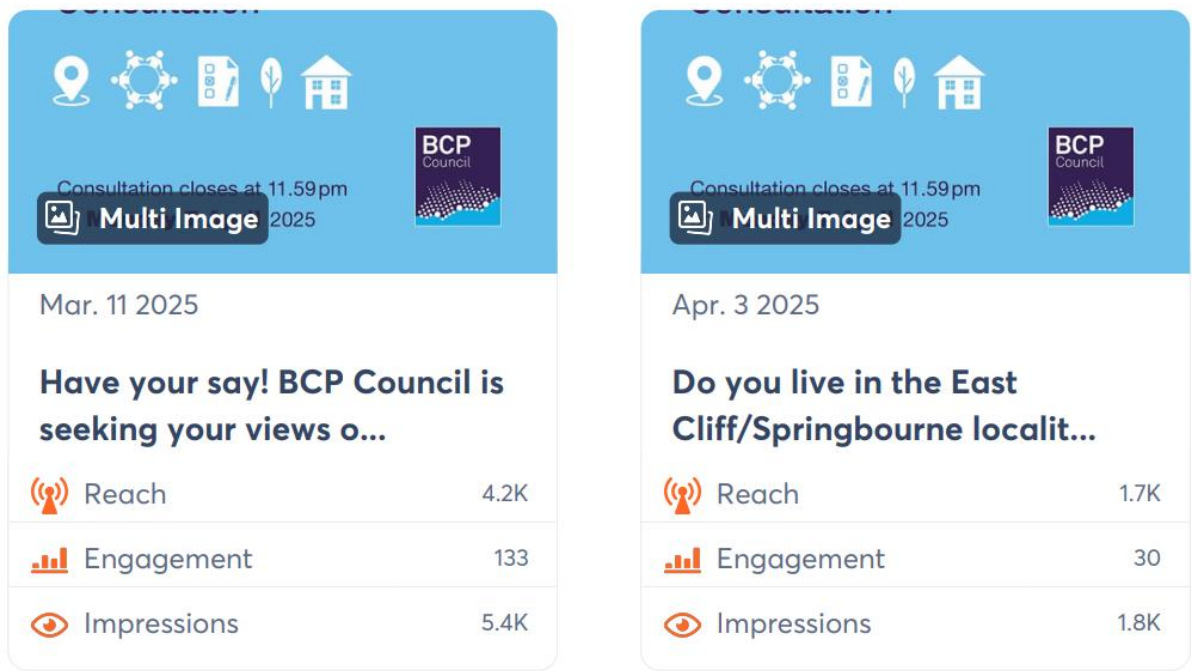 Consultation
BCP
Council
Consultation closes at 11.59pm
Multi Image
2025
Mar. 11 2025
Have your say! BCP Council is
seeking your views o...
Reach 4.2K
Engagement 133
Impressions 5.4K
Consultation
BCP
Council
Consultation closes at 11.59pm
Multi Image
2025
Apr. 3 2025
Do you live in the East
Cliff/Springbourne localit...
Reach 1.7K
Engagement 30
Impressions 1.8K